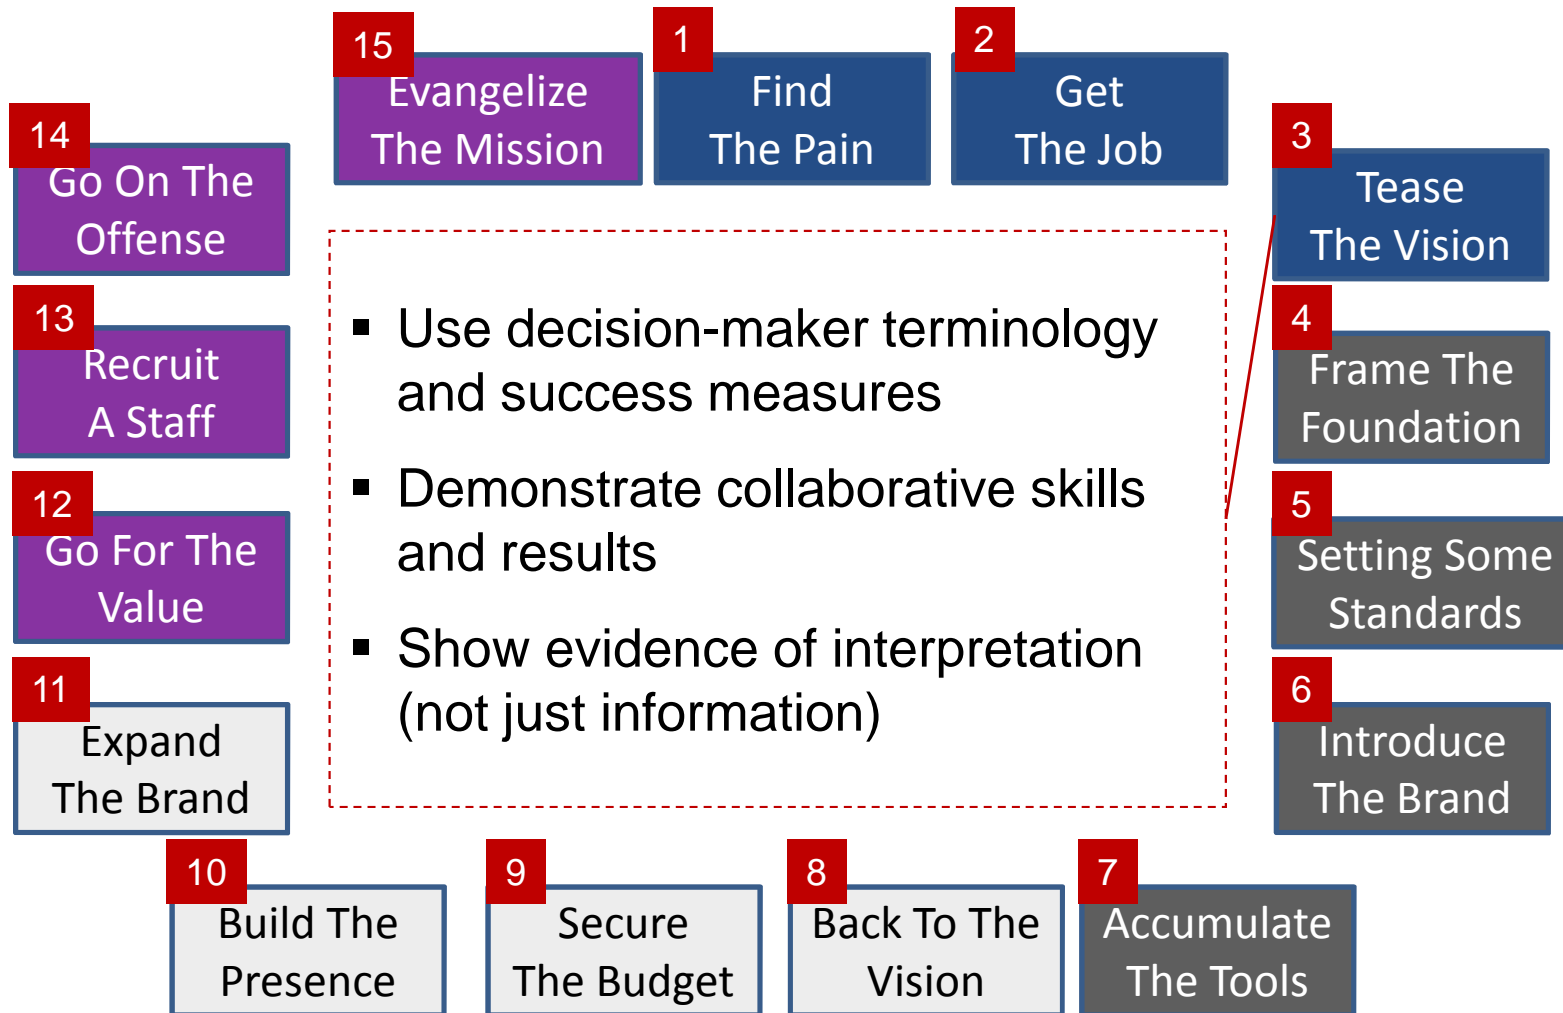 15
Evangelize
The Mission
1
Find
The Pain
2
Get
The Job
3
Tease
The Vision
4
Frame The
Foundation
5
Setting Some
Standards
6
Introduce
The Brand
7
Accumulate
The Tools
8
Back To The
Vision
9
Secure
The Budget
10
Build The
Presence
11
Expand
The Brand
12
Go For The
Value
13
Recruit
A Staff
14
Go On The
Offense
▪ Use decision-maker terminology
and success measures
▪ Demonstrate collaborative skills
and results
▪ Show evidence of interpretation
(not just information)